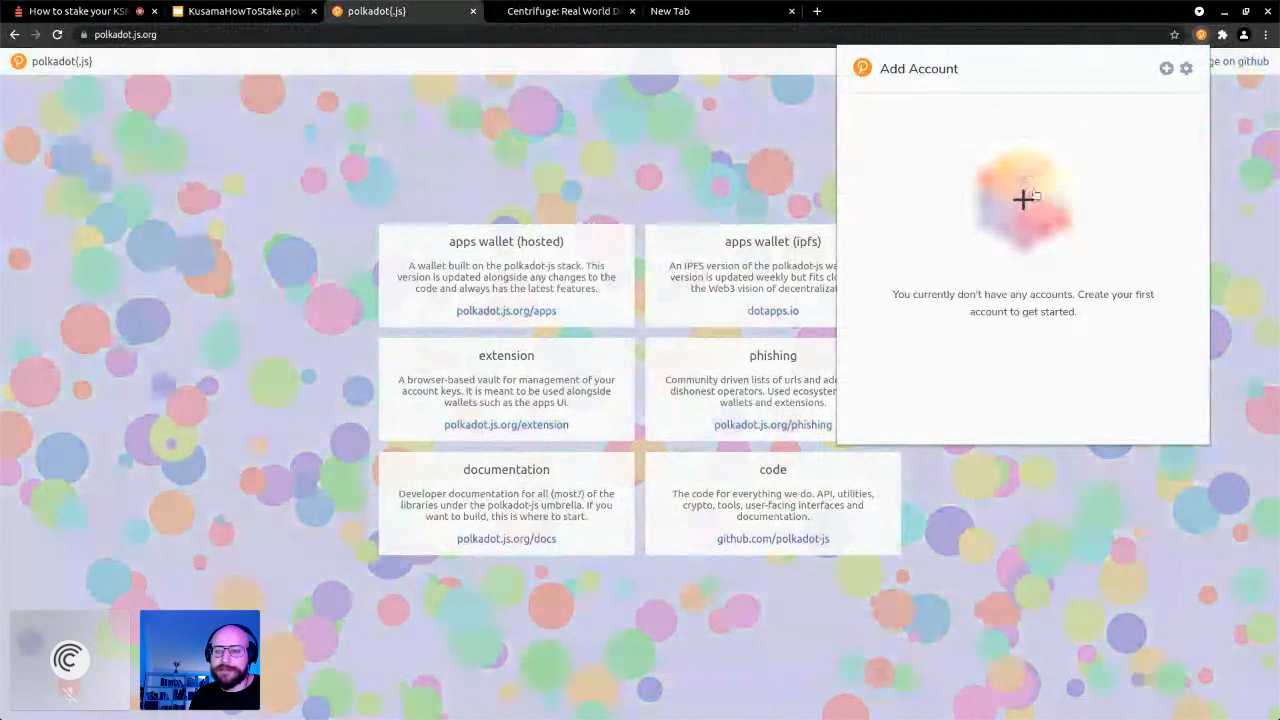 How to stake your KSM
KusamaHowToStake.ppt
polkadot{.js}
Centrifuge: Real World D
New Tab
polkadot.js.org
polkadot{.js}
ge on github
Add Account
You currently don't have any accounts. Create your first
account to get started.
apps wallet (hosted)
A wallet built on the polkadot-js stack. This
version is updated alongside any changes to the
code and always has the latest features.
polkadot.js.org/apps
apps wallet (ipfs)
An IPFS version of the polkadot-js wa
version is updated weekly but fits clo
the Web3 vision of decentraliza
dotapps.io
extension
A browser-based vault for management of your
account keys. It is meant to be used alongside
wallets such as the apps UI.
polkadot.js.org/extension
phishing
Community driven lists of urls and add
dishonest operators. Used ecosystem
wallets and extensions.
polkadot.js.org/phishing
documentation
Developer documentation for all (most?) of the
libraries under the polkadot-js umbrella. If you
want to build, this is where to start.
polkadot.js.org/docs
code
The code for everything we do. API, utilities,
crypto, tools, user-facing interfaces and
documentation.
github.com/polkadot-js